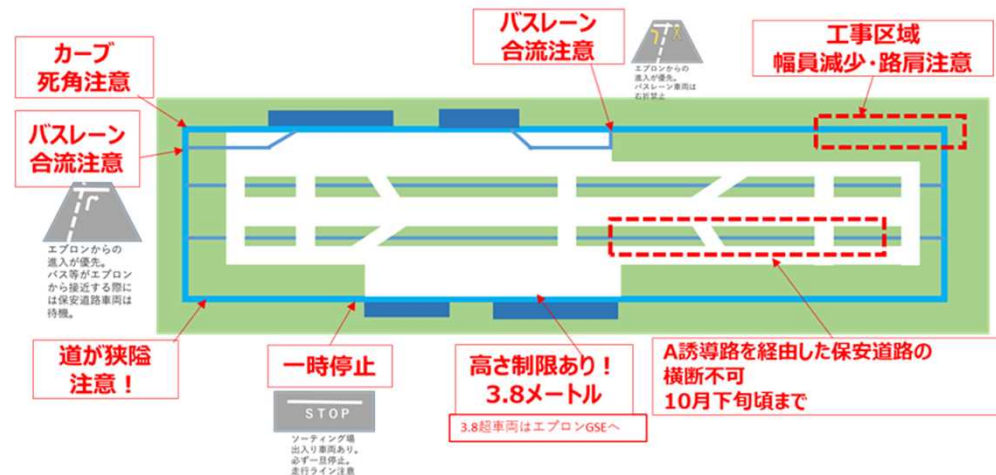 カーブ
死角注意
バスレーン
合流注意
エプロンからの
進入が優先。
バスレーン車両は
右折禁止
工事区域
幅員減少・路肩注意
バスレーン
合流注意
エプロンからの
進入が優先。
バス等がエプロン
から接近する際に
は保安道路車両は
待機。
道が狭隘
注意！
一時停止
STOP
ソーティング場
出入り車両あり。
必ず一旦停止。
走行ライン注意
高さ制限あり！
3.8メートル
3.8超車両はエプロンGSEへ
A誘導路を経由した保安道路の
横断不可
10月下旬頃まで